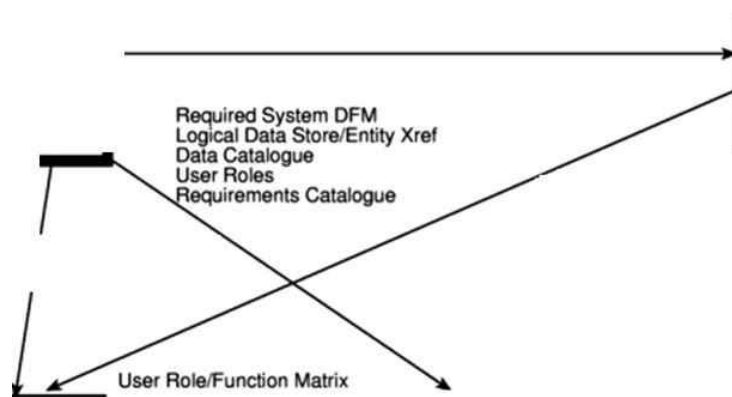 Required System DFM
Logical Data Store/Entity Xref
Data Catalogue
User Roles
Requirements Catalogue
User Role/Function Matrix